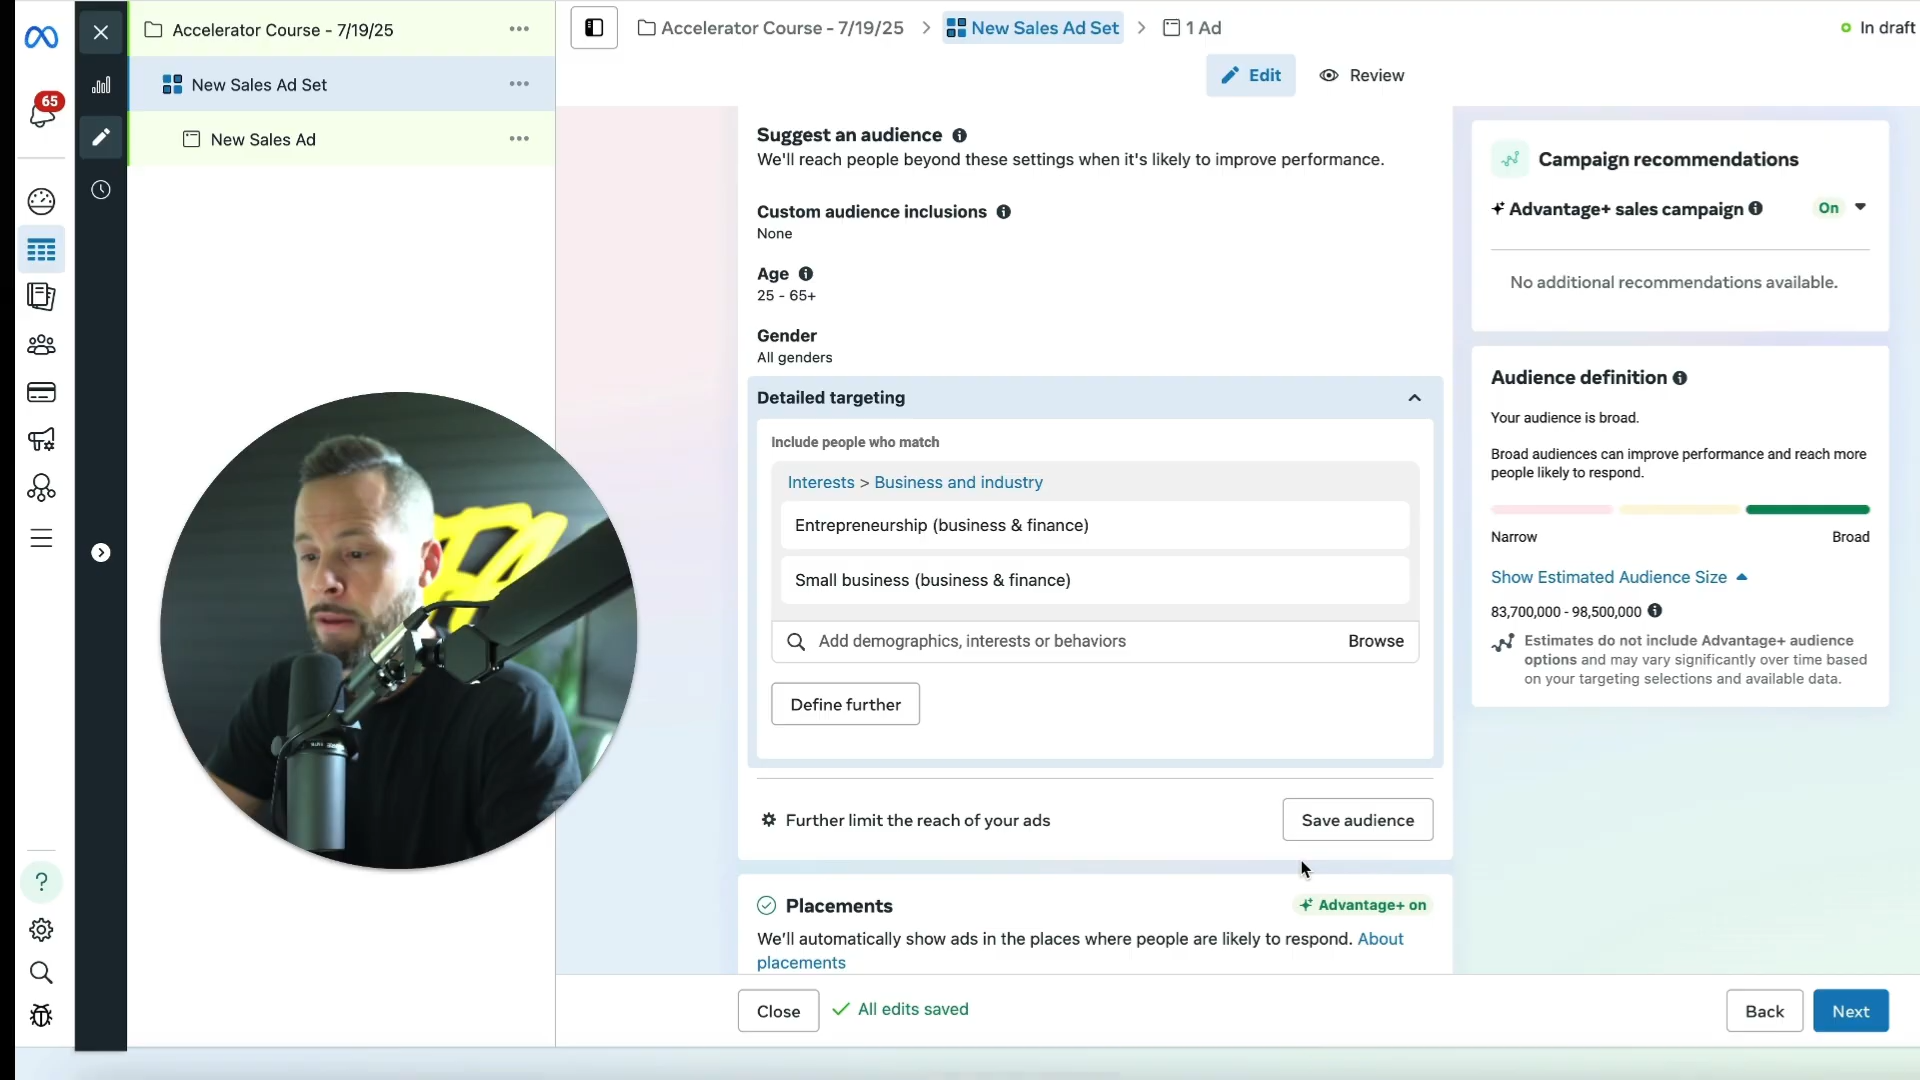 Accelerator Course - 7/19/25
New Sales Ad Set
New Sales Ad
65
?
Accelerator Course - 7/19/25 > New Sales Ad Set > 1 Ad
In draft
Edit
Review
Suggest an audience
We'll reach people beyond these settings when it's likely to improve performance.
Custom audience inclusions
None
Age
25 - 65+
Gender
All genders
Detailed targeting
Include people who match
Interests > Business and industry
Entrepreneurship (business & finance)
Small business (business & finance)
Add demographics, interests or behaviors
Browse
Define further
Further limit the reach of your ads
Save audience
Placements
Advantage+ on
We'll automatically show ads in the places where people are likely to respond. About
placements
Close
All edits saved
Back
Next
Campaign recommendations
Advantage+ sales campaign
On
No additional recommendations available.
Audience definition
Your audience is broad.
Broad audiences can improve performance and reach more
people likely to respond.
Narrow
Broad
Show Estimated Audience Size
83,700,000 - 98,500,000
Estimates do not include Advantage+ audience
options and may vary significantly over time based
on your targeting selections and available data.